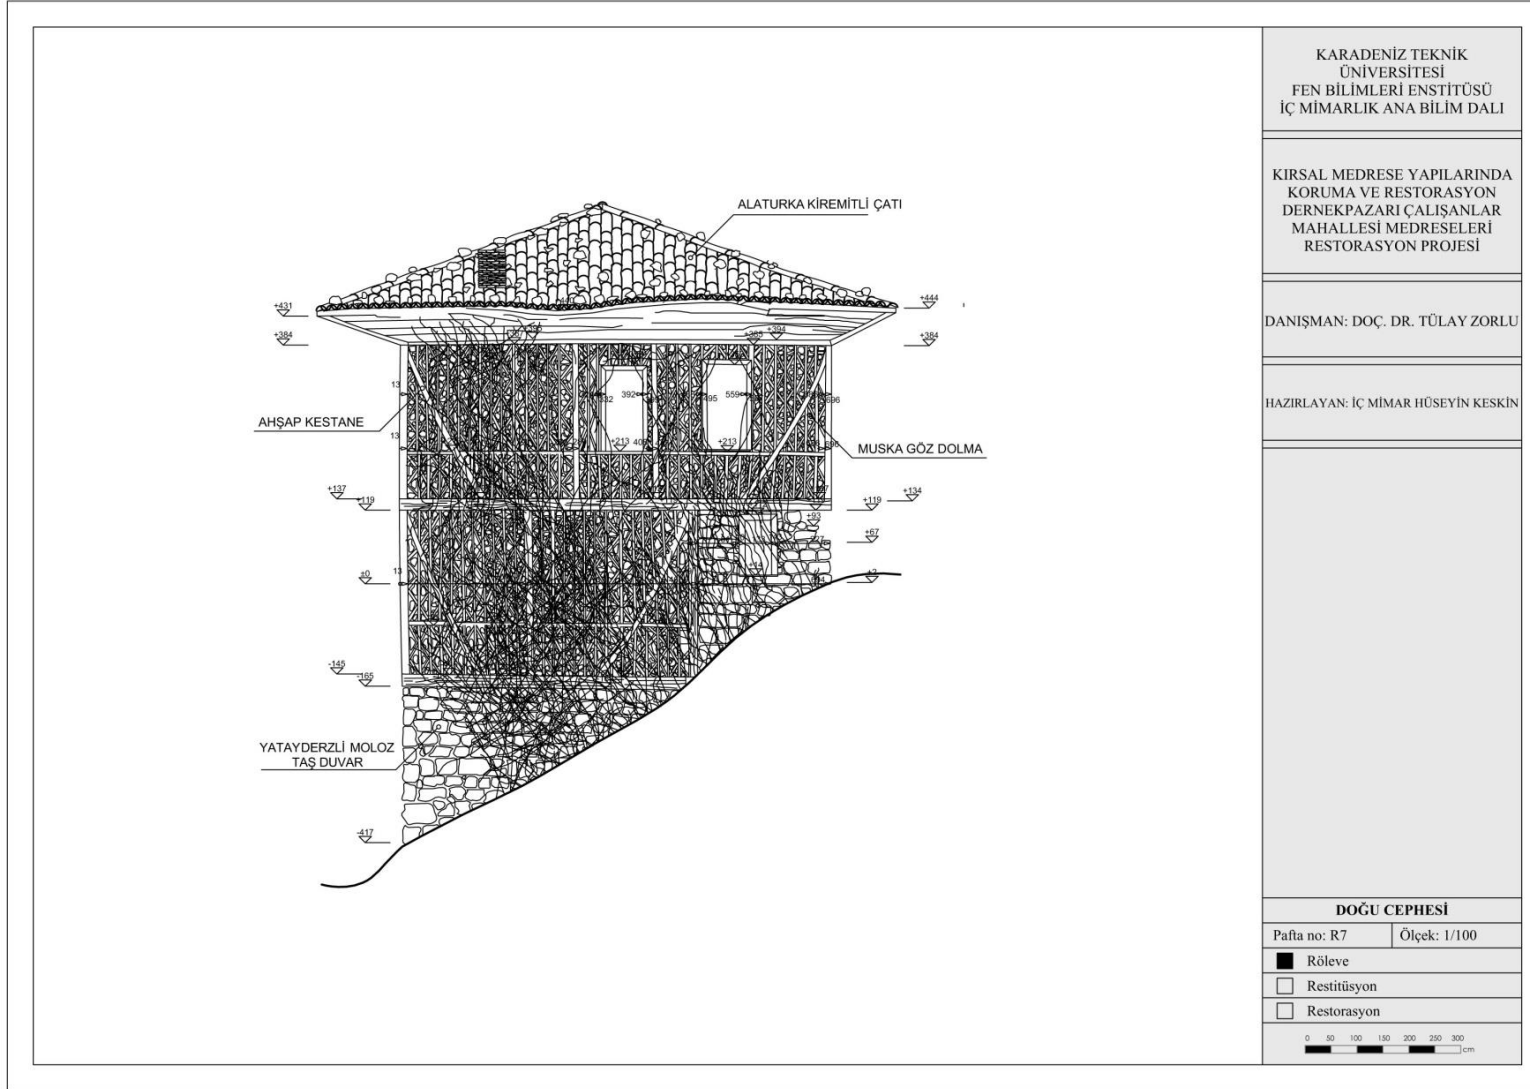 ALATURKA KİREMİTLİ ÇATI
+431
+444
+384
+394
+384
13
392
559
AHŞAP KESTANE
13
+213
+213
MUSKA GÖZ DOLMA
+137
+119
+119
+134
+93
+67
±0
13
-145
-165
YATAYDERZLİ MOLOZ
TAŞ DUVAR
-417
KARADENİZ TEKNİK
ÜNİVERSİTESİ
FEN BİLİMLERİ ENSTİTÜSÜ
İÇ MİMARLIK ANA BİLİM DALI
KIRSAL MEDRESE YAPILARINDA
KORUMA VE RESTORASYON
DERNEKPAZARI ÇALIŞANLAR
MAHALLESİ MEDRESELERİ
RESTORASYON PROJESİ
DANIŞMAN: DOÇ. DR. TÜLAY ZORLU
HAZIRLAYAN: İÇ MİMAR HÜSEYİN KESKİN
DOĞU CEPHESİ
Pafta no: R7 Ölçek: 1/100
Röleve
Restitüsyon
Restorasyon
0 50 100 150 200 250 300
cm